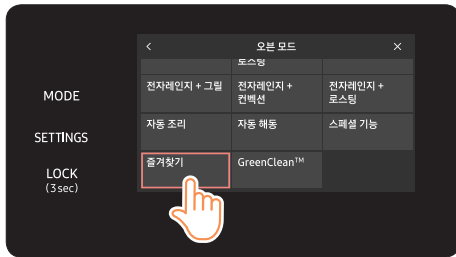 < 오븐 모드 ×
로스팅
MODE
전자레인지 + 그릴
전자레인지 +
컨벡션
전자레인지 +
로스팅
SETTINGS
자동 조리
자동 해동
스페셜 기능
LOCK
(3 sec)
즐겨찾기
GreenClean™